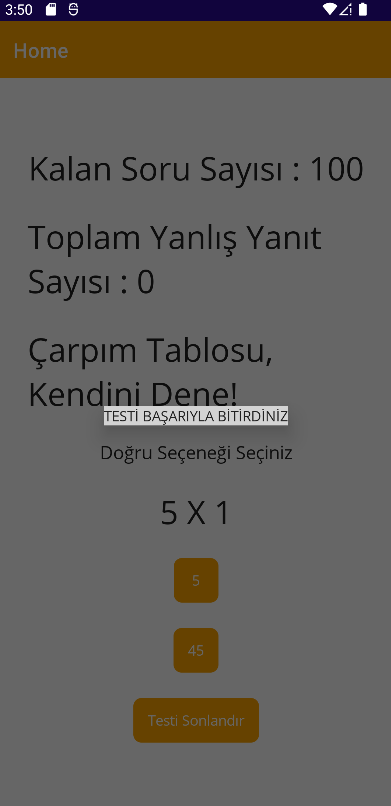 3:50
Home
Kalan Soru Sayısı : 100
Toplam Yanlış Yanıt
Sayısı : 0
Çarpım Tablosu,
Kendini Dene!
TESTİ BAŞARIYLA BİTİRDİNİZ
Doğru Seçeneği Seçiniz
5 X 1
5
45
Testi Sonlandır